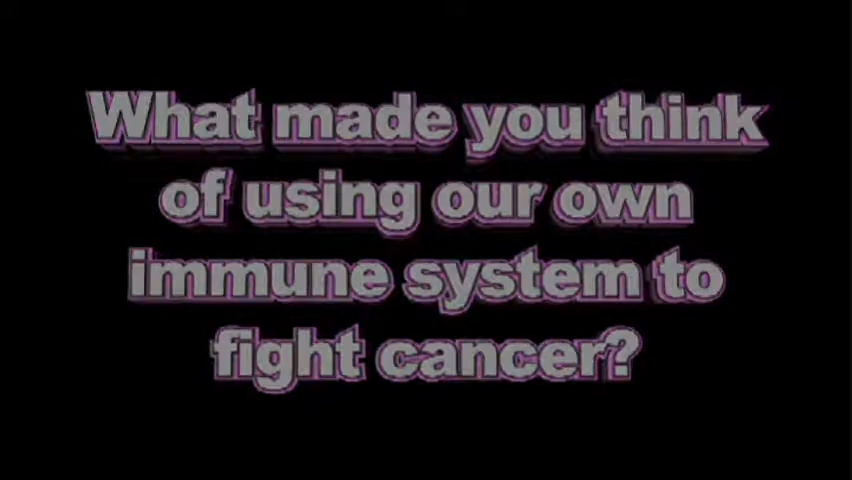 What made you think
of using our own
immune system to
fight cancer?